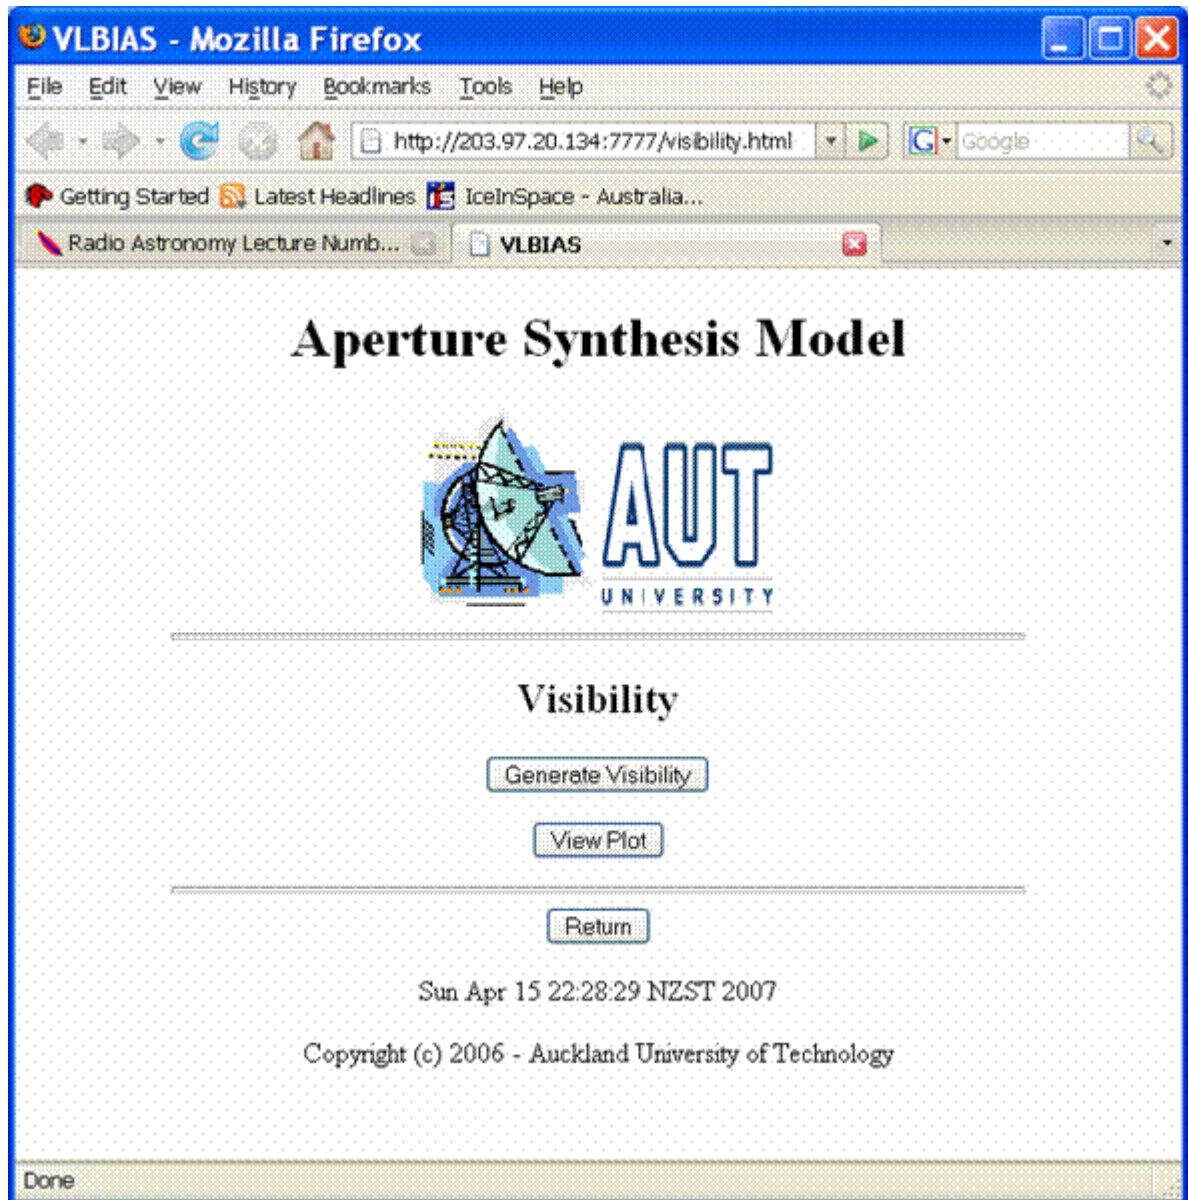 VLBIAS - Mozilla Firefox
File Edit View History Bookmarks Tools Help
http://203.97.20.134:7777/visibility.html G Google
Getting Started Latest Headlines IceInSpace - Australia...
Radio Astronomy Lecture Numb... VLBIAS
Aperture Synthesis Model
AUT
UNIVERSITY
Visibility
Generate Visibility
View Plot
Return
Sun Apr 15 22:28:29 NZST 2007
Copyright (c) 2006 - Auckland University of Technology
Done